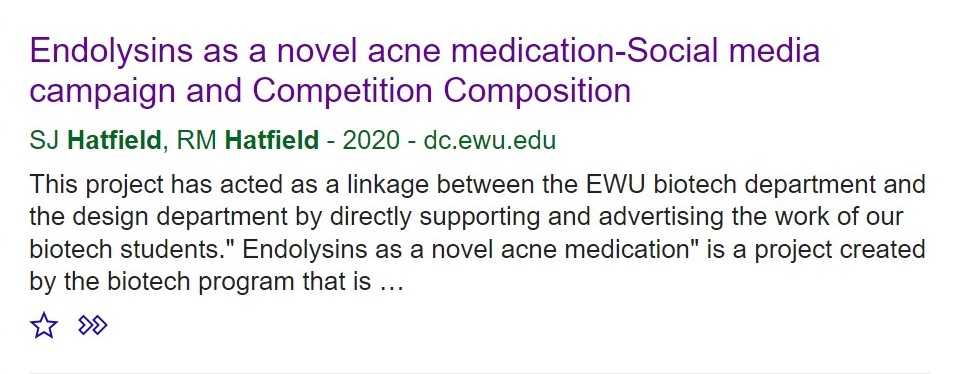 Endolysins as a novel acne medication-Social media
campaign and Competition Composition
SJ Hatfield, RM Hatfield - 2020 - dc.ewu.edu
This project has acted as a linkage between the EWU biotech department and
the design department by directly supporting and advertising the work of our
biotech students." Endolysins as a novel acne medication" is a project created
by the biotech program that is …